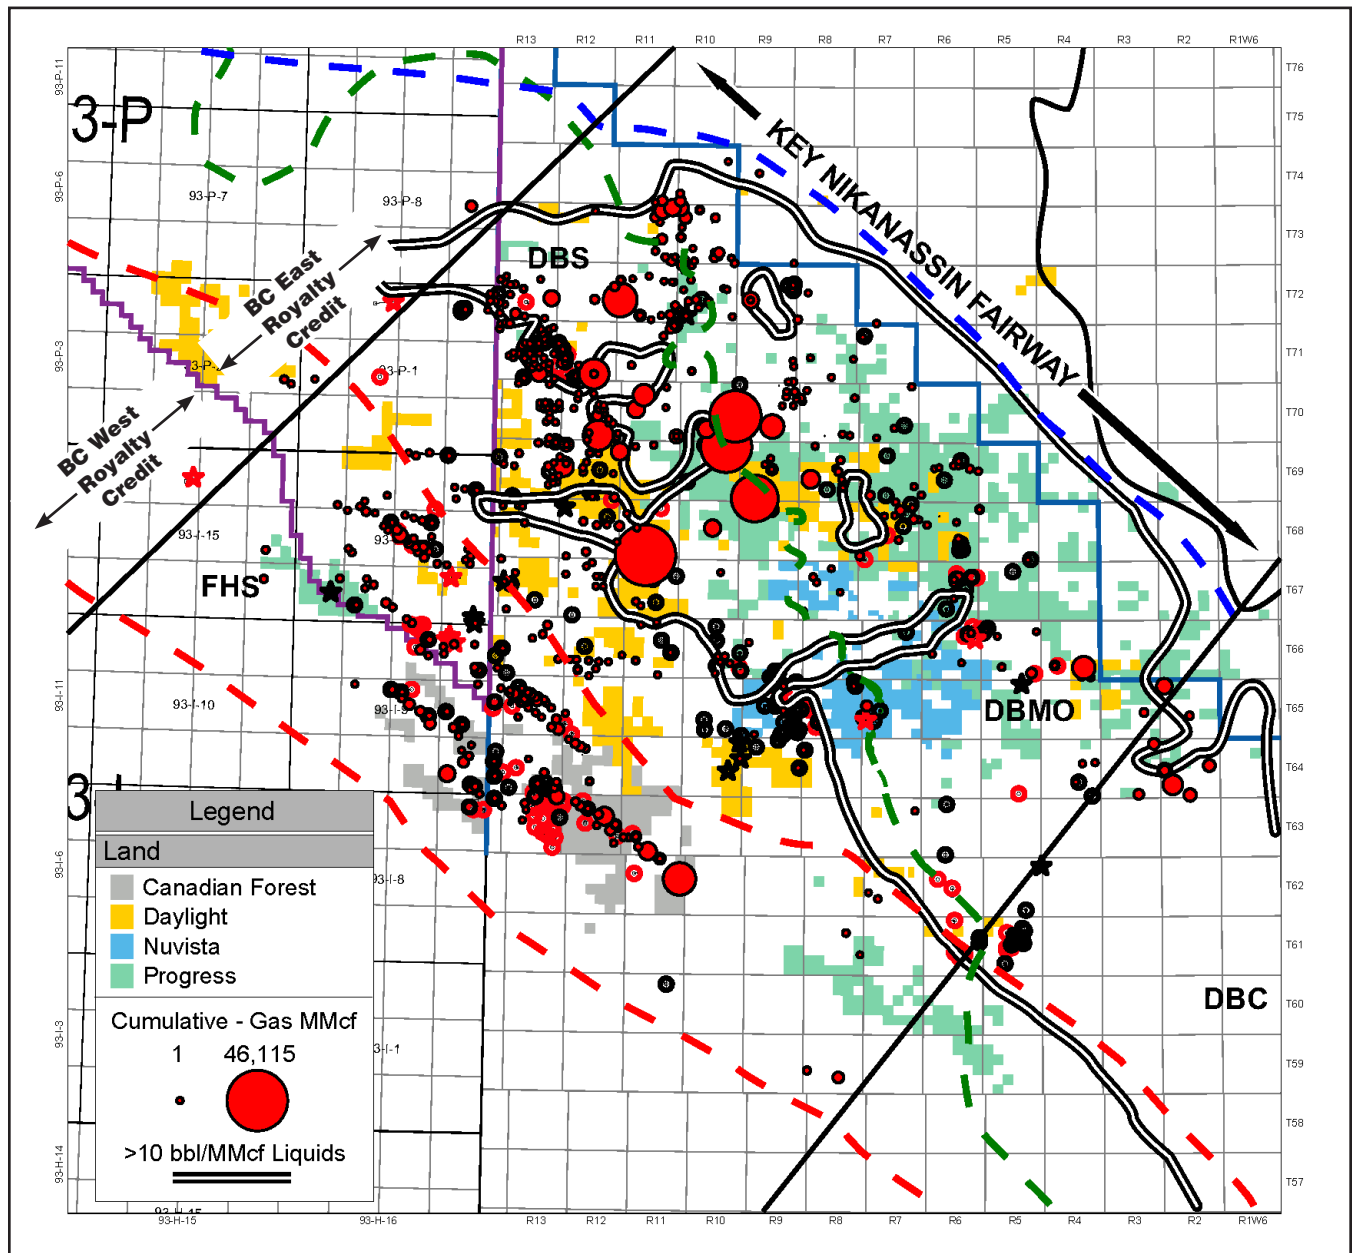 R13 R12 R11 R10 R9 R8 R7 R6 R5 R4 R3 R2 R1W6
93-P-11
93-P-6
93-P-3
93-I-11
93-I-6
93-I-3
93-H-14
T76
T75
T74
T73
T72
T71
T70
T69
T68
T67
T66
T65
T64
T63
T62
T61
T60
T59
T58
T57
3-P
93-P-7
93-P-8
KEY NIKANASSIN FAIRWAY
DBS
BC East
Royalty
Credit
93-P-1
BC West
Royalty
Credit
93-I-15
FHS
93-I-10
93-I-9
DBMO
DBC
93-I-8
3-I-1
Legend
Land
Canadian Forest
Daylight
Nuvista
Progress
Cumulative - Gas MMcf
1 46,115
>10 bbl/MMcf Liquids
93-H-15 93-H-16 R13 R12 R11 R10 R9 R8 R7 R6 R5 R4 R3 R2 R1W6